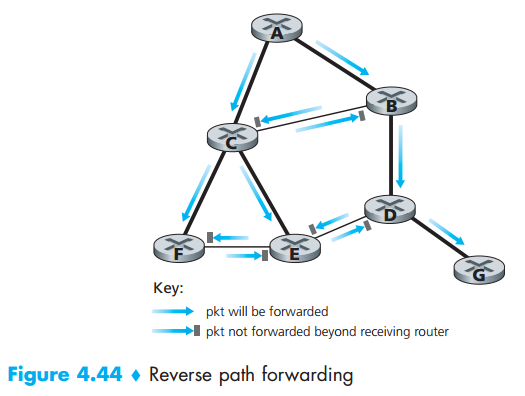 A
B
C
D
F
E
G
Key:
pkt will be forwarded
pkt not forwarded beyond receiving router
Figure 4.44 ♦ Reverse path forwarding